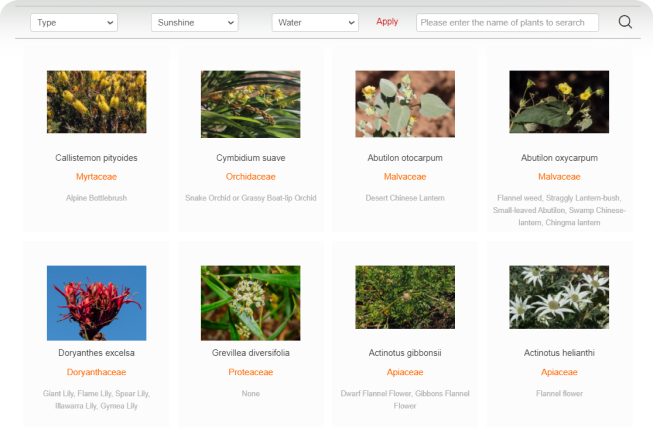 Type Sunshine Water Apply Please enter the name of plants to serarch
Callistemon pityoides
Myrtaceae
Alpine Bottlebrush
Cymbidium suave
Orchidaceae
Snake Orchid or Grassy Boat-lip Orchid
Abutilon otocarpum
Malvaceae
Desert Chinese Lantern
Abutilon oxycarpum
Malvaceae
Flannel weed, Straggly Lantern-bush,
Small-leaved Abutilon, Swamp Chinese-
lantern, Chingma lantern
Doryanthes excelsa
Doryanthaceae
Giant Lily, Flame Lily, Spear Lily,
Illawarra Lily, Gymea Lily
Grevillea diversifolia
Proteaceae
None
Actinotus gibbonsii
Apiaceae
Dwarf Flannel Flower, Gibbons Flannel
Flower
Actinotus helianthi
Apiaceae
Flannel flower